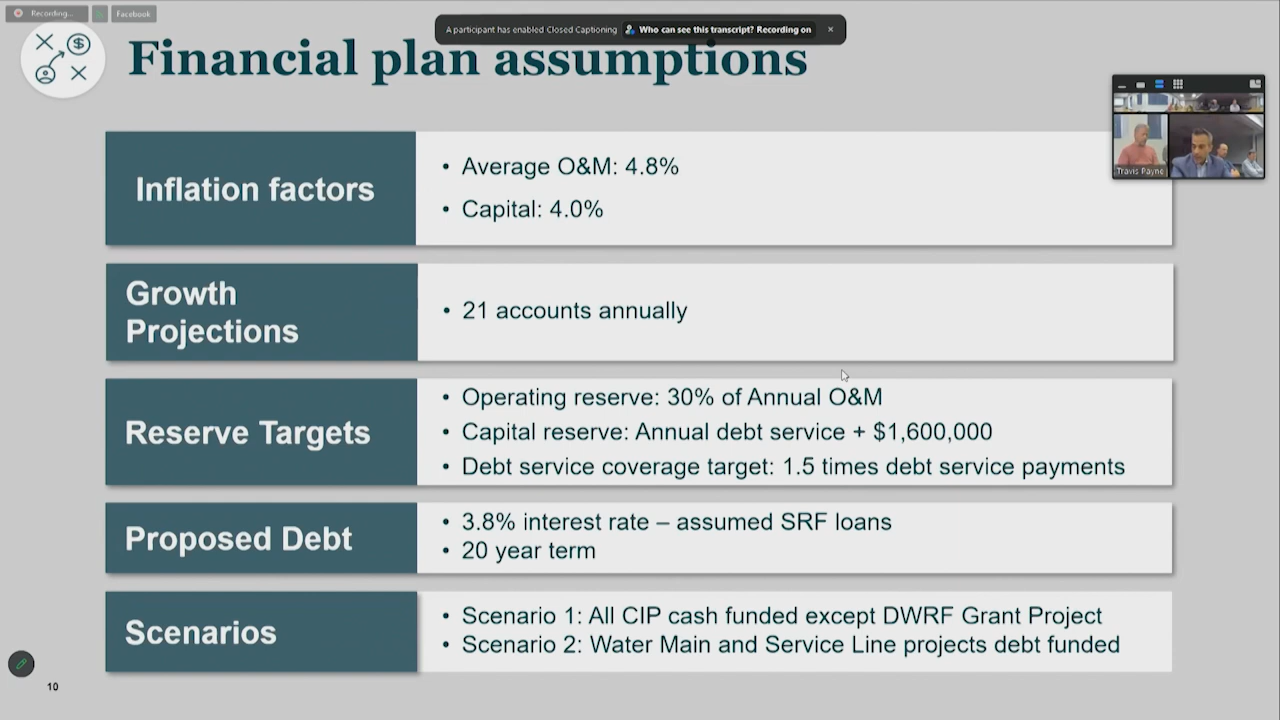 Recording...
Facebook
A participant has enabled Closed Captioning
Who can see this transcript? Recording on
Financial plan assumptions
Travis Payne
Inflation factors
• Average O&M: 4.8%
• Capital: 4.0%
Growth
Projections
• 21 accounts annually
Reserve Targets
• Operating reserve: 30% of Annual O&M
• Capital reserve: Annual debt service + $1,600,000
• Debt service coverage target: 1.5 times debt service payments
Proposed Debt
• 3.8% interest rate – assumed SRF loans
• 20 year term
Scenarios
• Scenario 1: All CIP cash funded except DWRF Grant Project
• Scenario 2: Water Main and Service Line projects debt funded
10